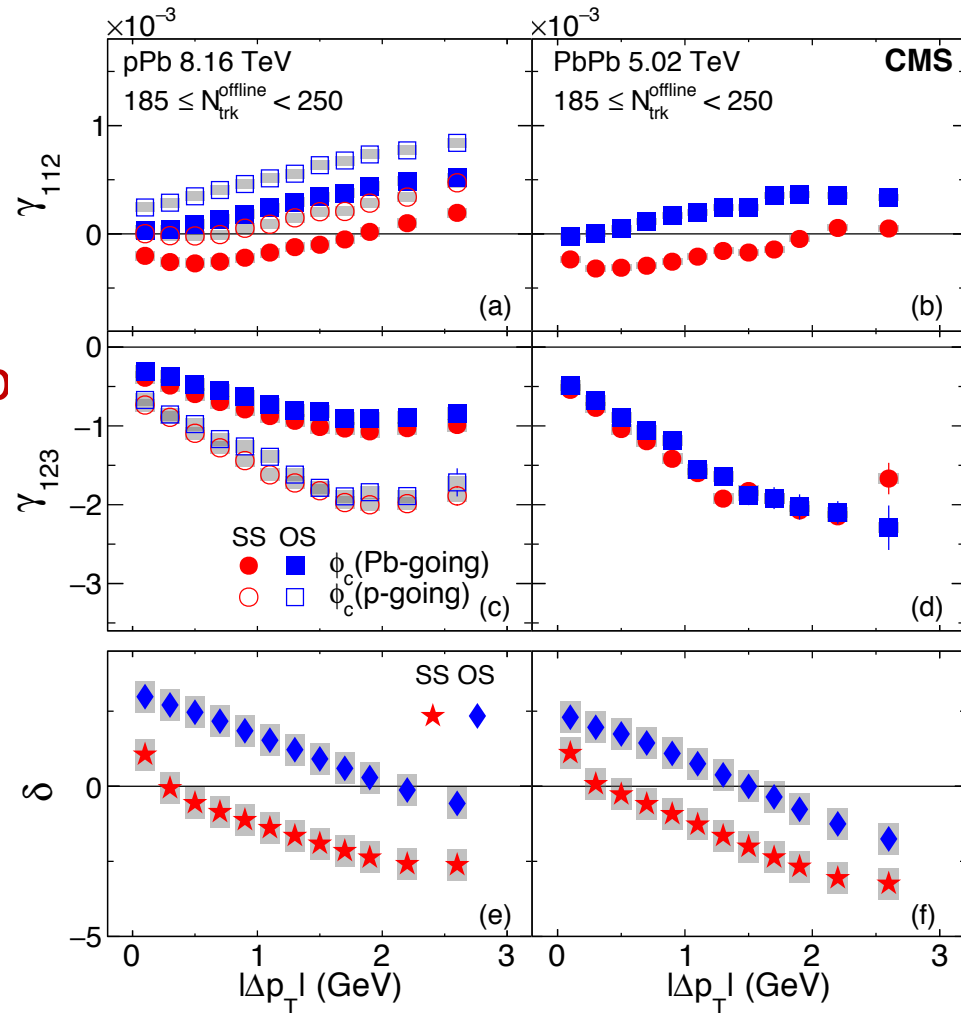 ×10⁻³ ×10⁻³
pPb 8.16 TeV
185 ≤ N_trk^offline < 250
PbPb 5.02 TeV CMS
185 ≤ N_trk^offline < 250
γ₁₁₂
1
0
(a) (b)
γ₁₂₃
0
−1
−2
−3
SS OS
ϕ_c(Pb-going)
ϕ_c(p-going)
(c) (d)
SS OS
δ
0
−5
(e) (f)
0 1 2 3 0 1 2 3
|Δp_T| (GeV) |Δp_T| (GeV)